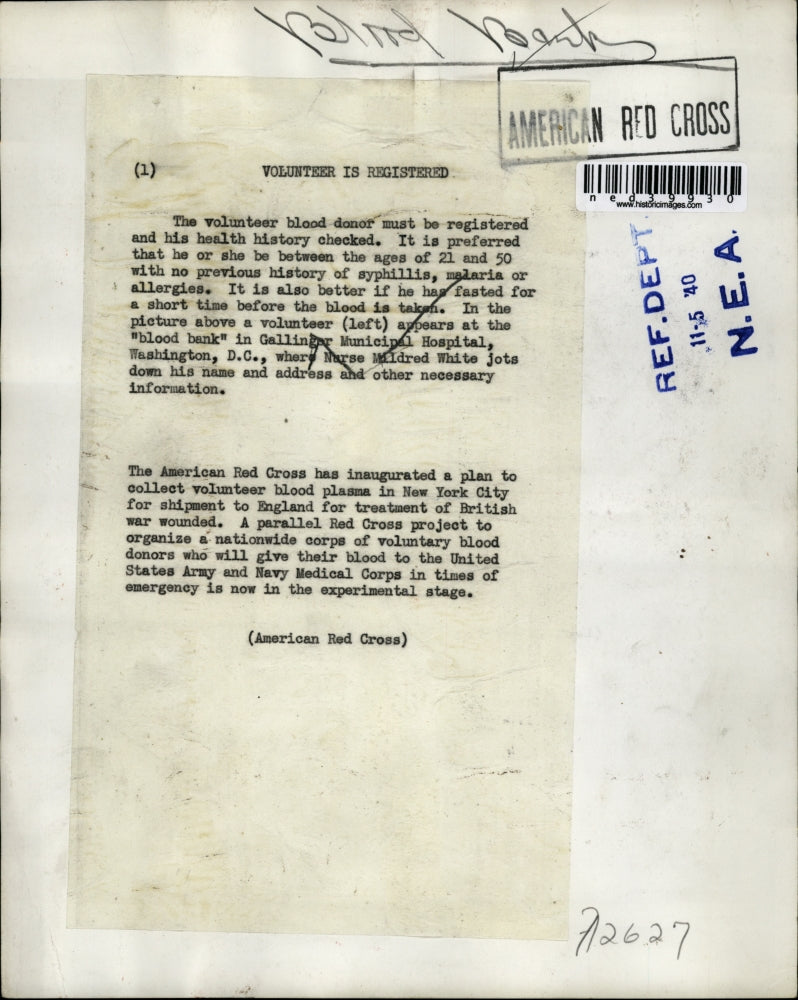 Blood Bank
AMERICAN RED CROSS
ned39930
www.historicimages.com
REF. DEPT
11-5 '40
N.E.A.
(1) VOLUNTEER IS REGISTERED
The volunteer blood donor must be registered
and his health history checked. It is preferred
that he or she be between the ages of 21 and 50
with no previous history of syphillis, malaria or
allergies. It is also better if he has fasted for
a short time before the blood is taken. In the
picture above a volunteer (left) appears at the
"blood bank" in Gallinger Municipal Hospital,
Washington, D.C., where Nurse Mildred White jots
down his name and address and other necessary
information.
The American Red Cross has inaugurated a plan to
collect volunteer blood plasma in New York City
for shipment to England for treatment of British
war wounded. A parallel Red Cross project to
organize a nationwide corps of voluntary blood
donors who will give their blood to the United
States Army and Navy Medical Corps in times of
emergency is now in the experimental stage.
(American Red Cross)